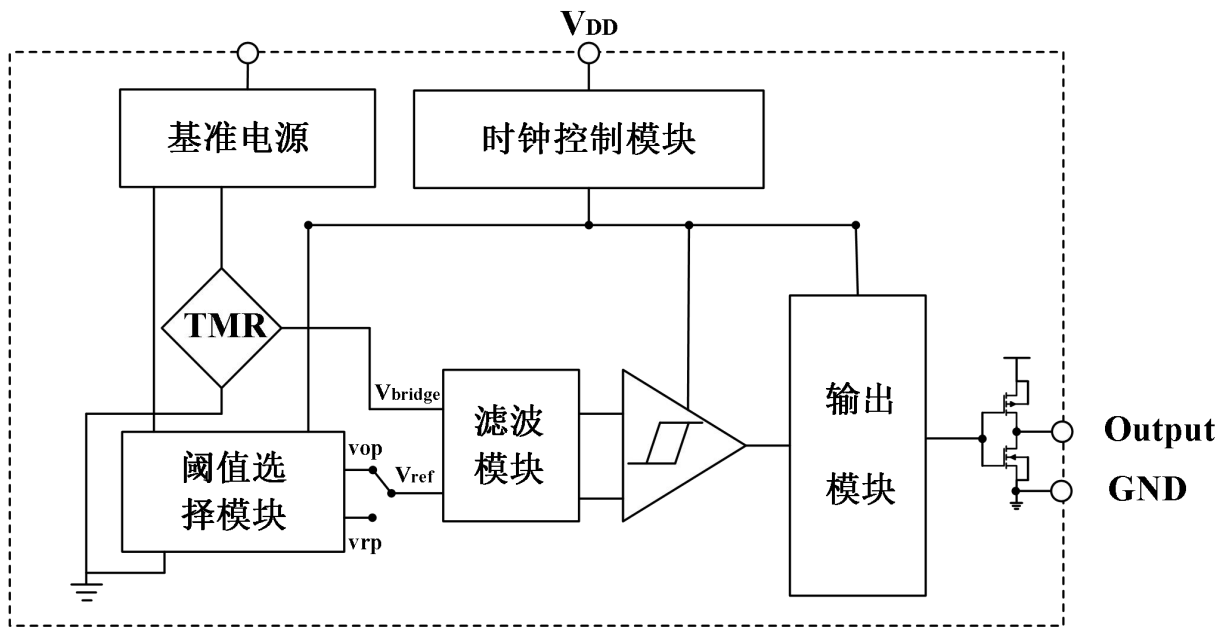 VDD
基准电源
时钟控制模块
TMR
Vbridge
滤波
模块
输出
模块
Output
GND
阈值选
择模块
vop
Vref
vrp